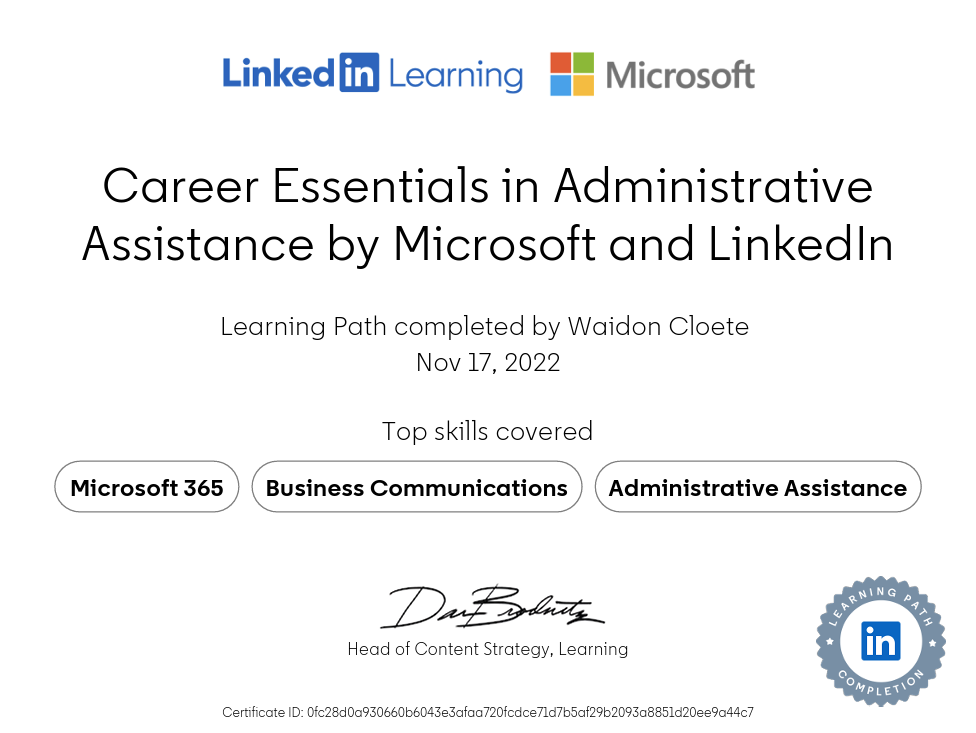 LinkedIn Learning Microsoft
Career Essentials in Administrative
Assistance by Microsoft and LinkedIn
Learning Path completed by Waidon Cloete
Nov 17, 2022
Top skills covered
Microsoft 365 Business Communications Administrative Assistance
Dan Brodnitz
Head of Content Strategy, Learning
LEARNING PATH
in
COMPLETION
Certificate ID: 0fc28d0a930660b6043e3afaa720fcdce71d7b5af29b2093a8851d20ee9a44c7